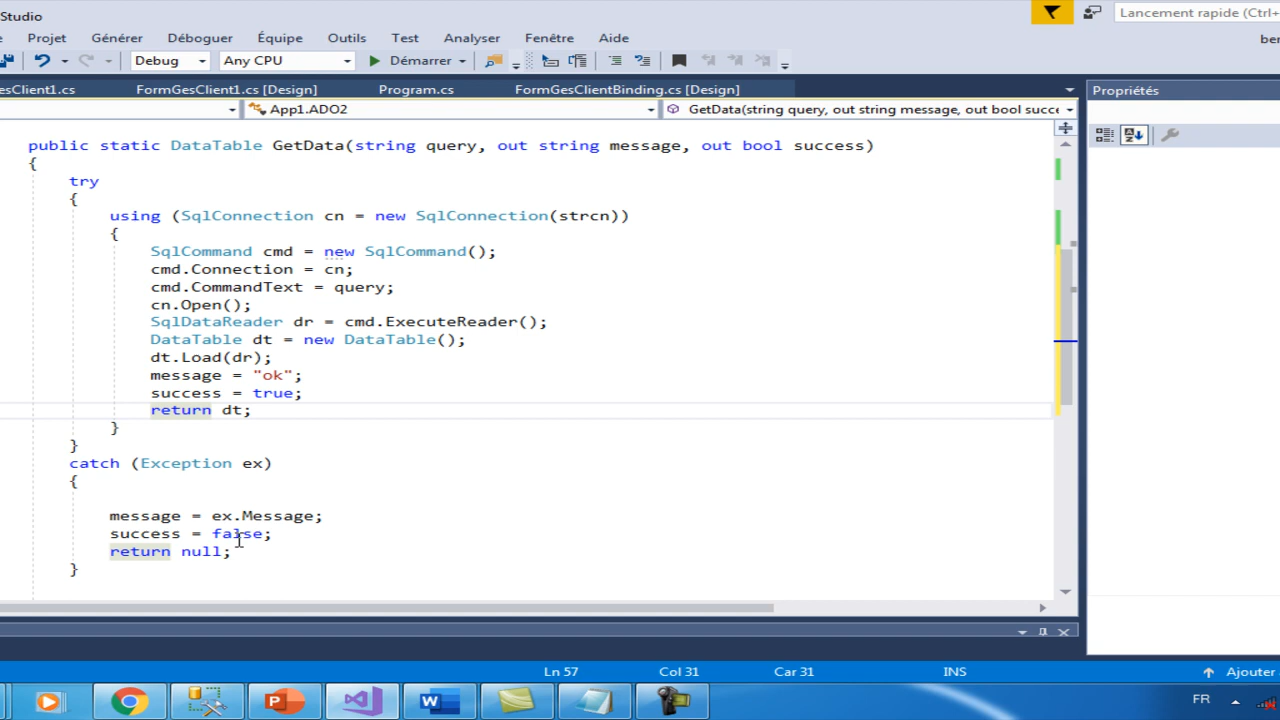 Studio
Lancement rapide (Ctrl+
Projet Générer Déboguer Équipe Outils Test Analyser Fenêtre Aide
ber
Debug Any CPU Démarrer
esClient1.cs FormGesClient1.cs [Design] Program.cs FormGesClientBinding.cs [Design]
Propriétés
App1.ADO2 GetData(string query, out string message, out bool succe
public static DataTable GetData(string query, out string message, out bool success)
{
try
{
using (SqlConnection cn = new SqlConnection(strcn))
{
SqlCommand cmd = new SqlCommand();
cmd.Connection = cn;
cmd.CommandText = query;
cn.Open();
SqlDataReader dr = cmd.ExecuteReader();
DataTable dt = new DataTable();
dt.Load(dr);
message = "ok";
success = true;
return dt;
}
}
catch (Exception ex)
{
message = ex.Message;
success = false;
return null;
}
Ln 57 Col 31 Car 31 INS Ajouter
FR